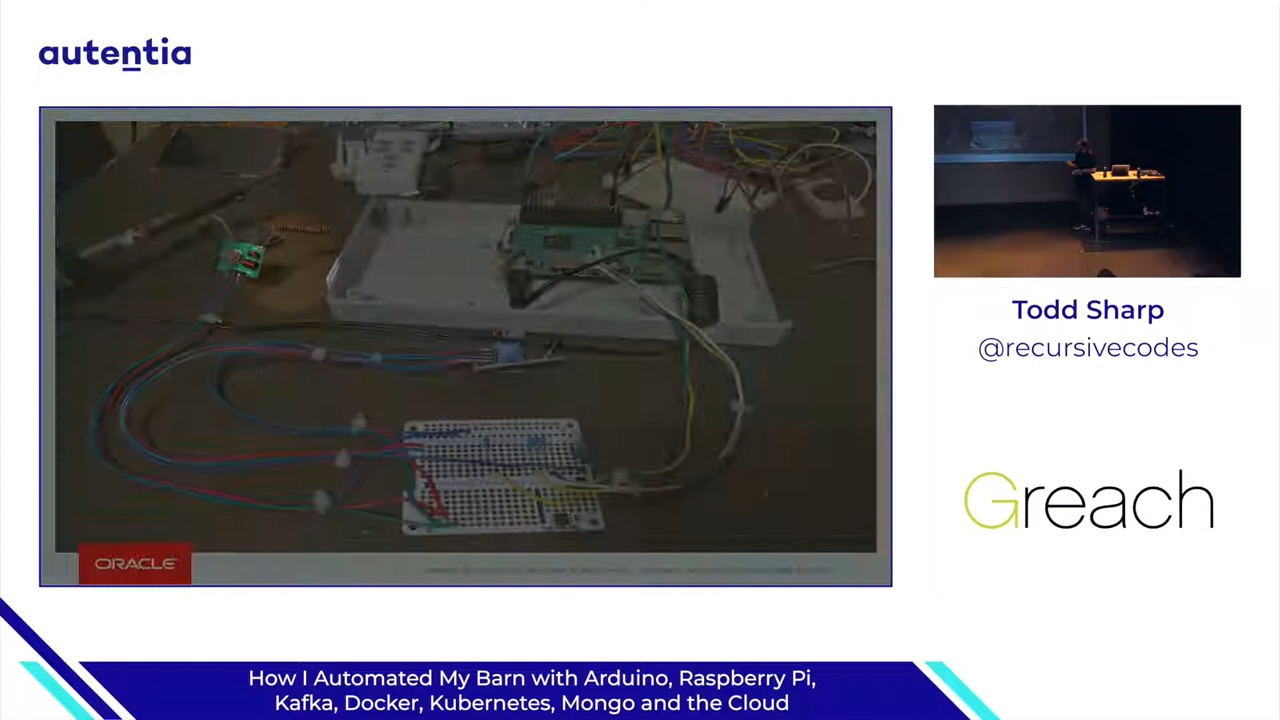 autentia
ORACLE
Todd Sharp
@recursivecodes
Greach
How I Automated My Barn with Arduino, Raspberry Pi,
Kafka, Docker, Kubernetes, Mongo and the Cloud